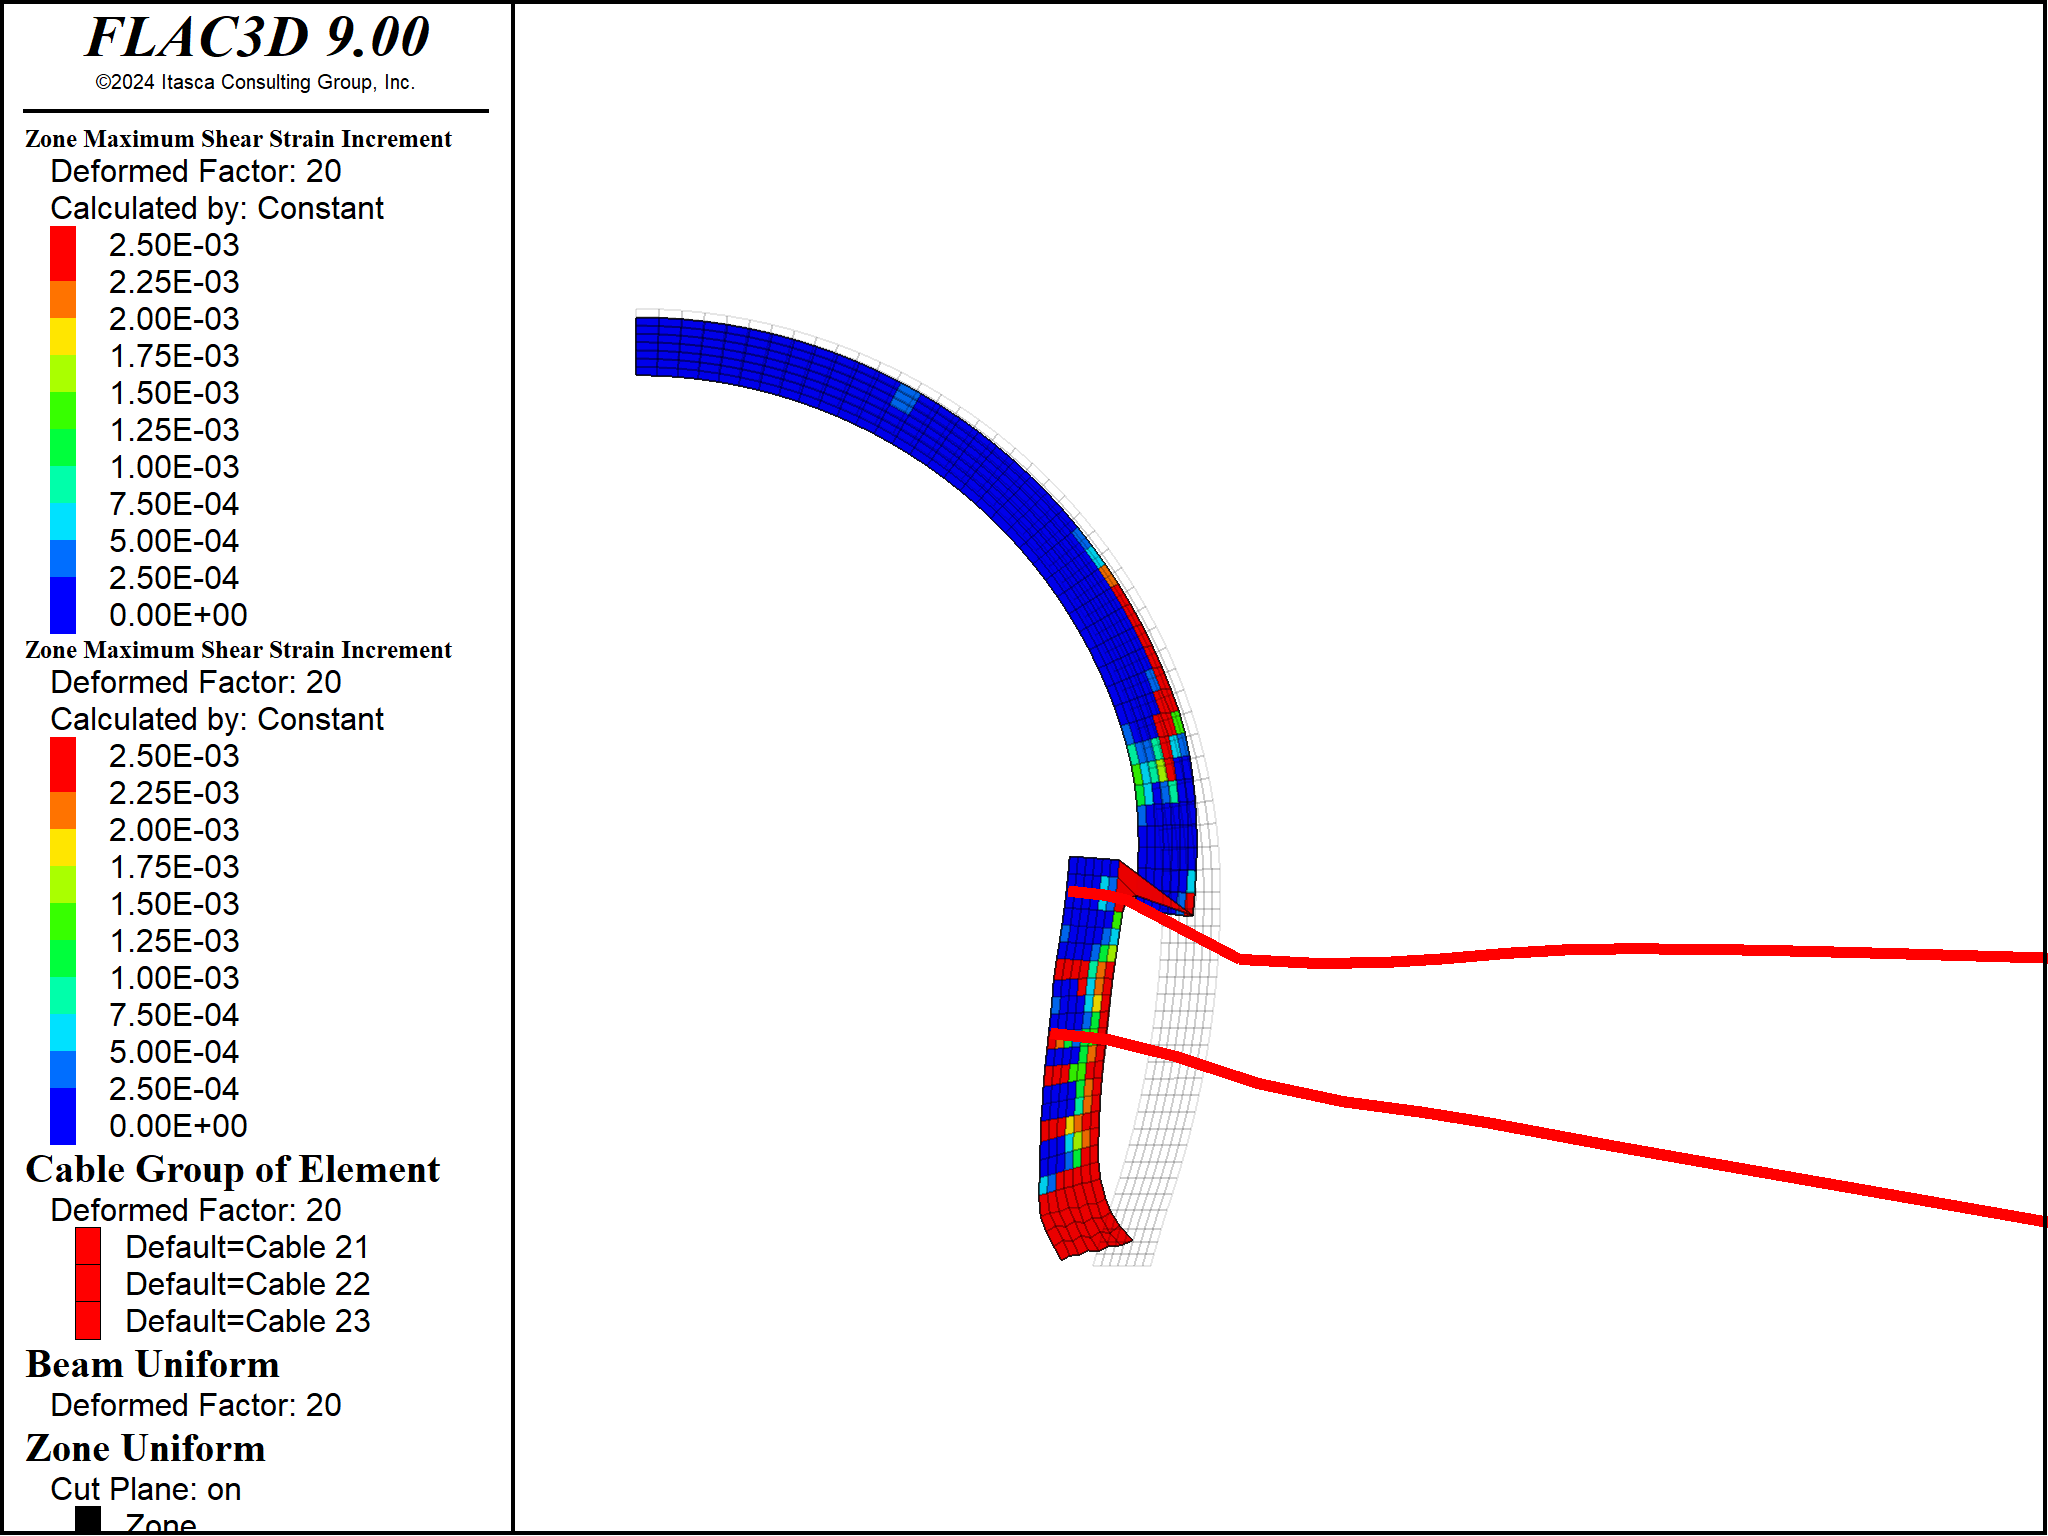 FLAC3D 9.00
©2024 Itasca Consulting Group, Inc.
Zone Maximum Shear Strain Increment
Deformed Factor: 20
Calculated by: Constant
2.50E-03
2.25E-03
2.00E-03
1.75E-03
1.50E-03
1.25E-03
1.00E-03
7.50E-04
5.00E-04
2.50E-04
0.00E+00
Zone Maximum Shear Strain Increment
Deformed Factor: 20
Calculated by: Constant
2.50E-03
2.25E-03
2.00E-03
1.75E-03
1.50E-03
1.25E-03
1.00E-03
7.50E-04
5.00E-04
2.50E-04
0.00E+00
Cable Group of Element
Deformed Factor: 20
Default=Cable 21
Default=Cable 22
Default=Cable 23
Beam Uniform
Deformed Factor: 20
Zone Uniform
Cut Plane: on
Zone